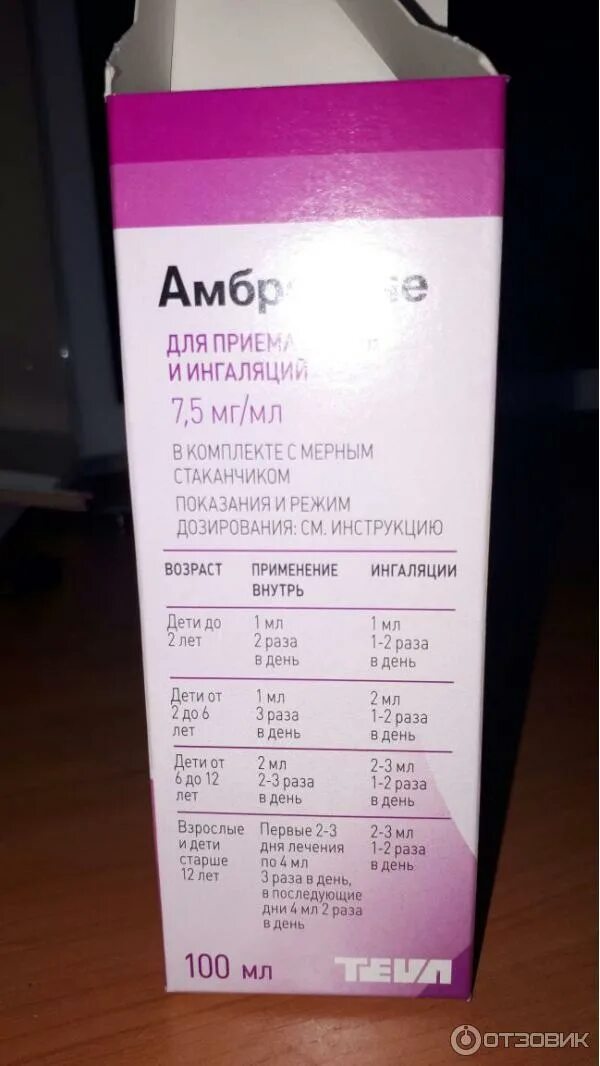 ДЛЯ ПРИЕМА
И ИНГАЛЯЦИЙ
7,5 мг/мл
В КОМПЛЕКТЕ С МЕРНЫМ
СТАКАНЧИКОМ
ПОКАЗАНИЯ И РЕЖИМ
ДОЗИРОВАНИЯ: СМ. ИНСТРУКЦИЮ
ВОЗРАСТ
ПРИМЕНЕНИЕ
ВНУТРЬ
ИНГАЛЯЦИИ
Дети до
2 лет
1 мл
2 раза
в день
1 мл
1-2 раза
в день
Дети от
2 до 6
лет
1 мл
3 раза
в день
2 мл
1-2 раза
в день
Дети от
6 до 12
лет
2 мл
2-3 раза
в день
2-3 мл
1-2 раза
в день
Взрослые
и дети
старше
12 лет
Первые 2-3
дня лечения
по 4 мл
3 раза в день,
в последующие
дни 4 мл 2 раза
в день
2-3 мл
1-2 раза
в день
100 мл
TEVA
ОТЗОВИК